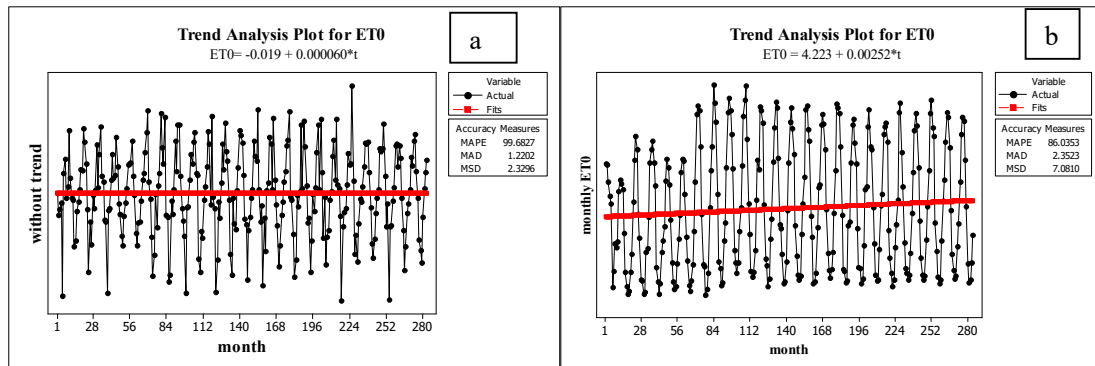 Trend Analysis Plot for ET0
ET0= -0.019 + 0.000060*t
a
Variable
Actual
Fits
Accuracy Measures
MAPE 99.6827
MAD 1.2202
MSD 2.3296
without trend
1 28 56 84 112 140 168 196 224 252 280
month
Trend Analysis Plot for ET0
ET0 = 4.223 + 0.00252*t
b
Variable
Actual
Fits
Accuracy Measures
MAPE 86.0353
MAD 2.3523
MSD 7.0810
monthly ET0
1 28 56 84 112 140 168 196 224 252 280
month